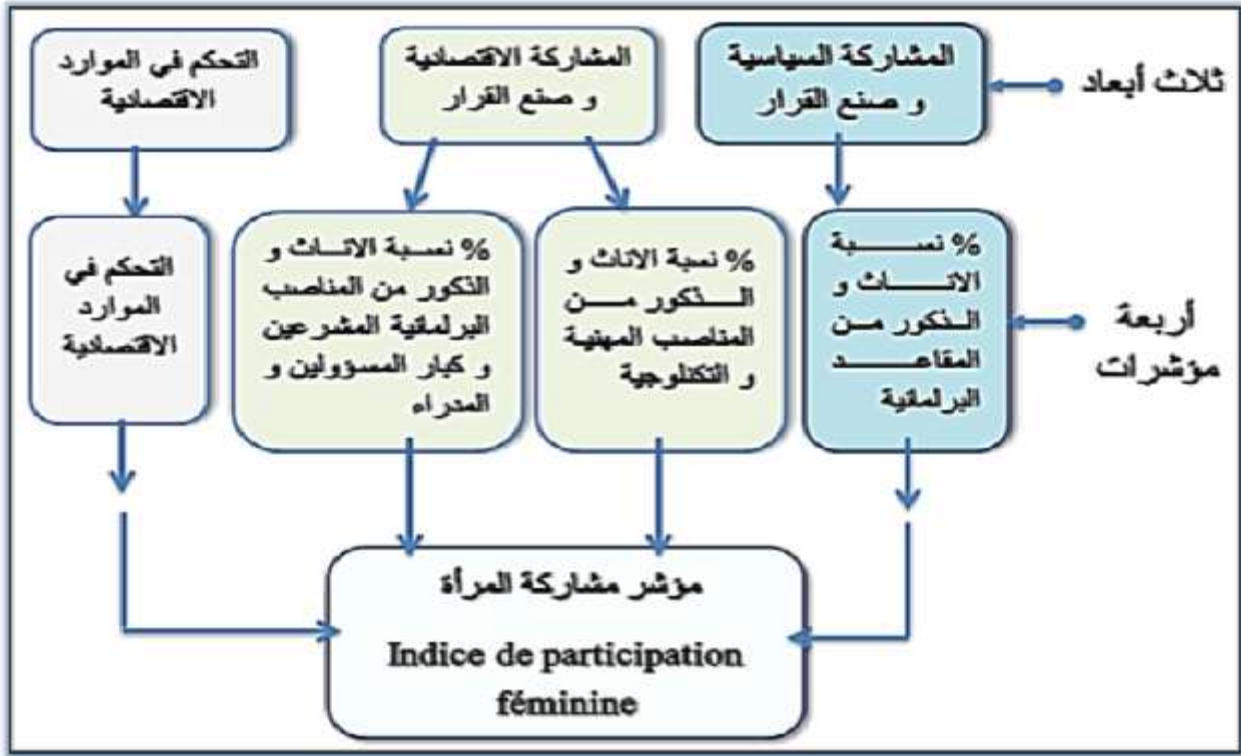 ثلاث أبعاد
المشاركة السياسية
و صنع القرار
المشاركة الاقتصادية
و صنع القرار
التحكم في الموارد
الاقتصادية
أربعة
مؤشرات
% نسبة
الاناث و
الذكور من
المقاعد
البرلمانية
% نسبة الاناث و
الذكور من
المناصب المهنية
و التكنلوجية
% نسبة الاناث و
الذكور من المناصب
البرلمانية المشرعين
و كبار المسؤولين و
المدراء
التحكم في
الموارد
الاقتصادية
مؤشر مشاركة المرأة
Indice de participation
féminine